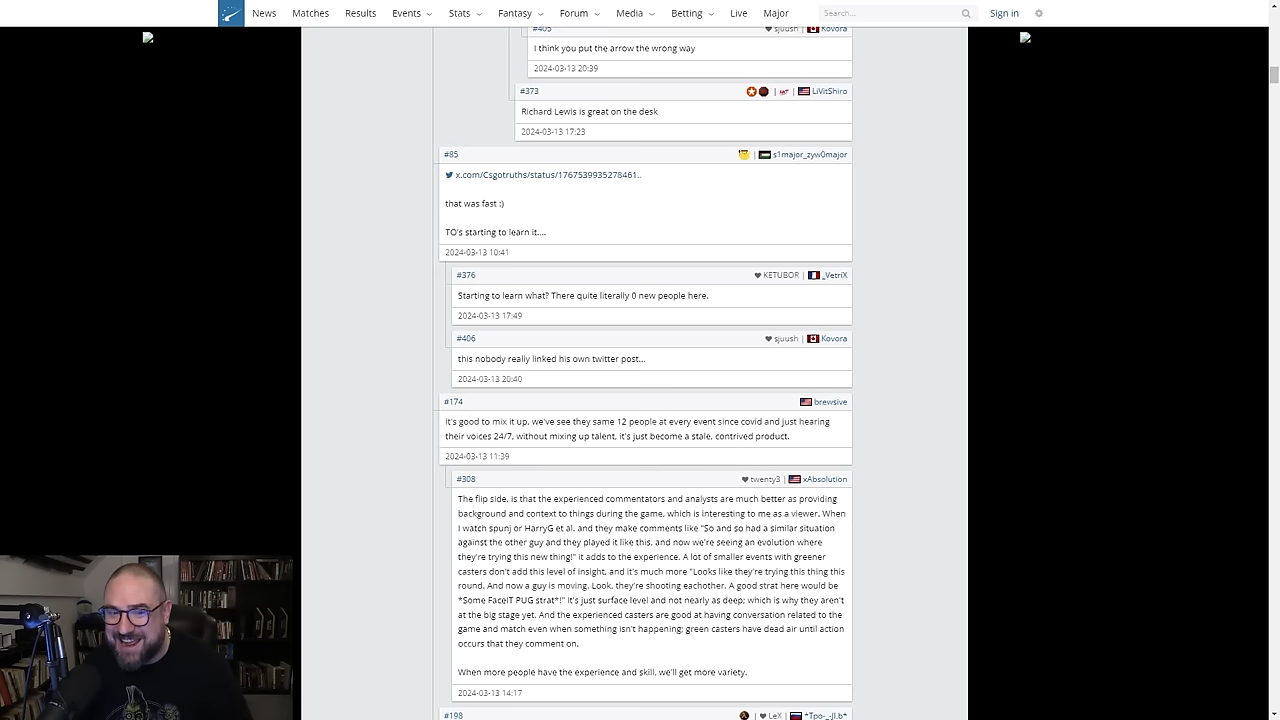 News Matches Results Events Stats Fantasy Forum Media Betting Live Major Search... Sign in
#405 sjuush | Kovora
I think you put the arrow the wrong way
2024-03-13 20:39
#373 | | LiVitShiro
Richard Lewis is great on the desk
2024-03-13 17:23
#85 | s1major_zyw0major
x.com/Csgotruths/status/1767539935278461..
that was fast :)
TO's starting to learn it....
2024-03-13 10:41
#376 KETUBOR | _VetriX
Starting to learn what? There quite literally 0 new people here.
2024-03-13 17:49
#406 sjuush | Kovora
this nobody really linked his own twitter post...
2024-03-13 20:40
#174 brewsive
it's good to mix it up, we've see they same 12 people at every event since covid and just hearing
their voices 24/7, without mixing up talent, it's just become a stale, contrived product.
2024-03-13 11:39
#308 twenty3 | xAbsolution
The flip side, is that the experienced commentators and analysts are much better as providing
background and context to things during the game, which is interesting to me as a viewer. When
I watch spunj or HarryG et al. and they make comments like "So and so had a similar situation
against the other guy and they played it like this, and now we're seeing an evolution where
they're trying this new thing!" it adds to the experience. A lot of smaller events with greener
casters don't add this level of insight, and it's much more "Looks like they're trying this thing this
round. And now a guy is moving. Look, they're shooting eachother. A good strat here would be
*Some FaceIT PUG strat*!" It's just surface level and not nearly as deep; which is why they aren't
at the big stage yet. And the experienced casters are good at having conversation related to the
game and match even when something isn't happening; green casters have dead air until action
occurs that they comment on.
When more people have the experience and skill, we'll get more variety.
2024-03-13 14:17
#198 | LeX | *Tpo-_-JI.b*